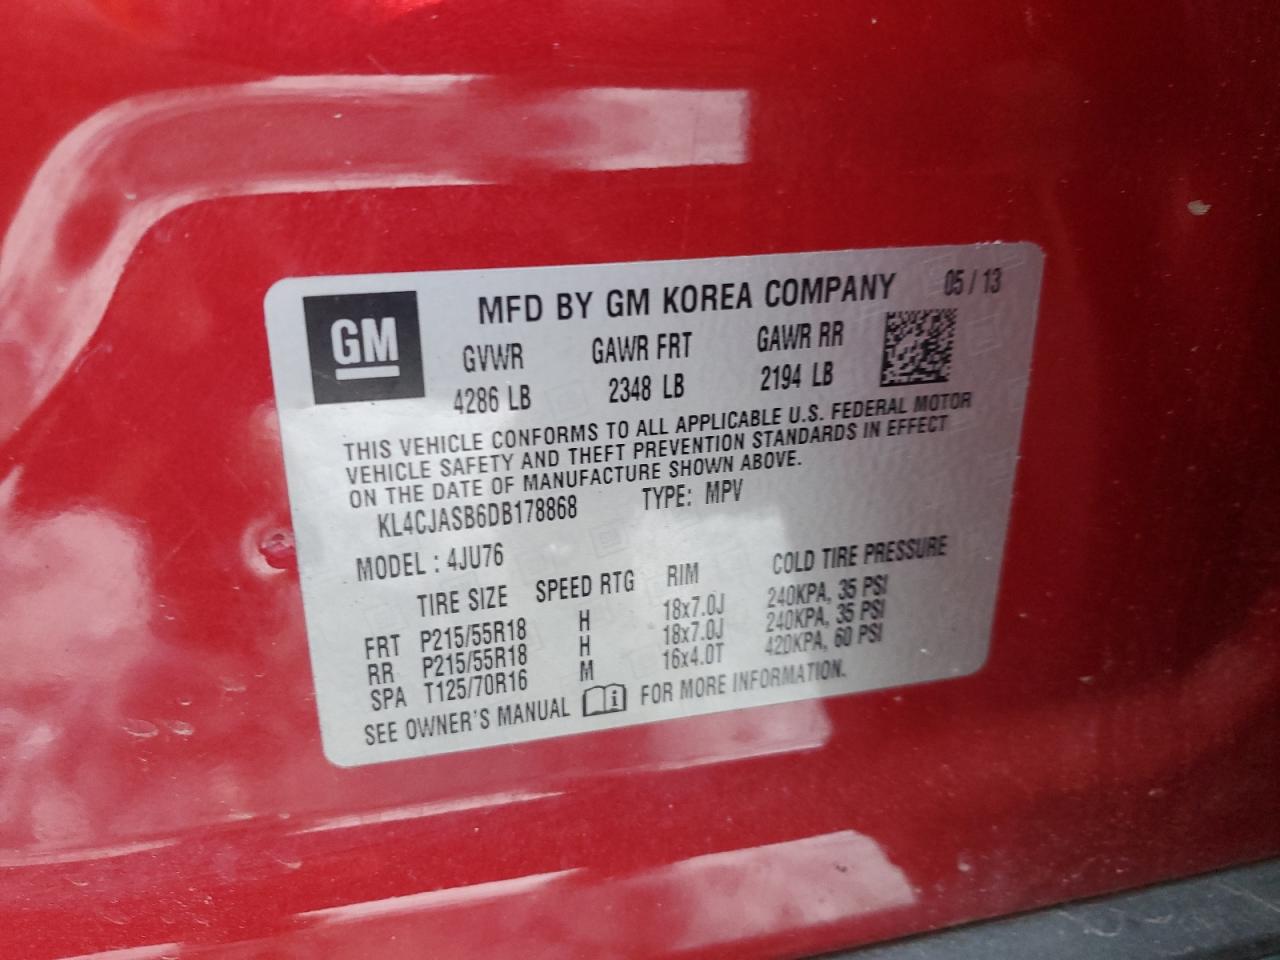 GM
MFD BY GM KOREA COMPANY 05 / 13
GVWR GAWR FRT GAWR RR
4286 LB 2348 LB 2194 LB
THIS VEHICLE CONFORMS TO ALL APPLICABLE U.S. FEDERAL MOTOR
VEHICLE SAFETY AND THEFT PREVENTION STANDARDS IN EFFECT
ON THE DATE OF MANUFACTURE SHOWN ABOVE.
KL4CJASB6DB178868 TYPE: MPV
MODEL : 4JU76
TIRE SIZE SPEED RTG RIM COLD TIRE PRESSURE
FRT P215/55R18 H 18x7.0J 240KPA, 35 PSI
RR P215/55R18 H 18x7.0J 240KPA, 35 PSI
SPA T125/70R16 M 16x4.0T 420KPA, 60 PSI
SEE OWNER'S MANUAL i FOR MORE INFORMATION.